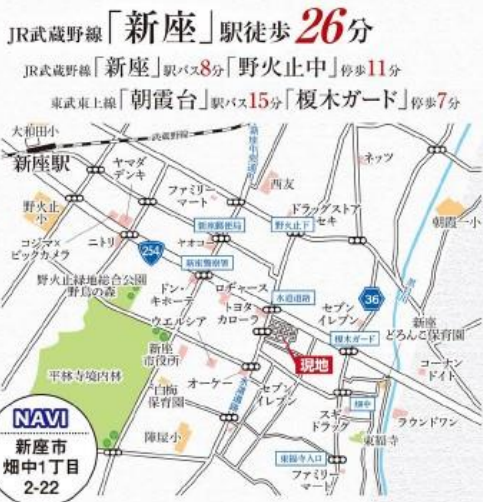 JR武蔵野線「新座」駅徒歩26分
JR武蔵野線「新座」駅バス8分「野火止中」停歩11分
東武東上線「朝霞台」駅バス15分「榎木ガード」停歩7分
大和田小
武蔵野線
新座駅
ヤマダ
デンキ
ネッツ
ファミリー
マート
西友
野火止
小
ドラッグストア
セキ
朝霞一小
新座郵便局
野火止下
コジマ×
ビックカメラ
ニトリ
254
ヤオコー
新座警察署
野火止緑地総合公園
野鳥の森
ドン・
キホーテ
ロヂャース
水道道路
36
トヨタ
カローラ
セブン
イレブン
ウエルシア
新座
どろんこ保育園
榎木ガード
新座
市役所
現地
コーナン
ドイト
平林寺境内林
オーケー
白梅
保育園
水道道路
セブン
イレブン
畑中
スギ
ドラッグ
ラウンドワン
NAVI
新座市
畑中1丁目
2-22
陣屋小
東福寺
東福寺入口
ファミリー
マート